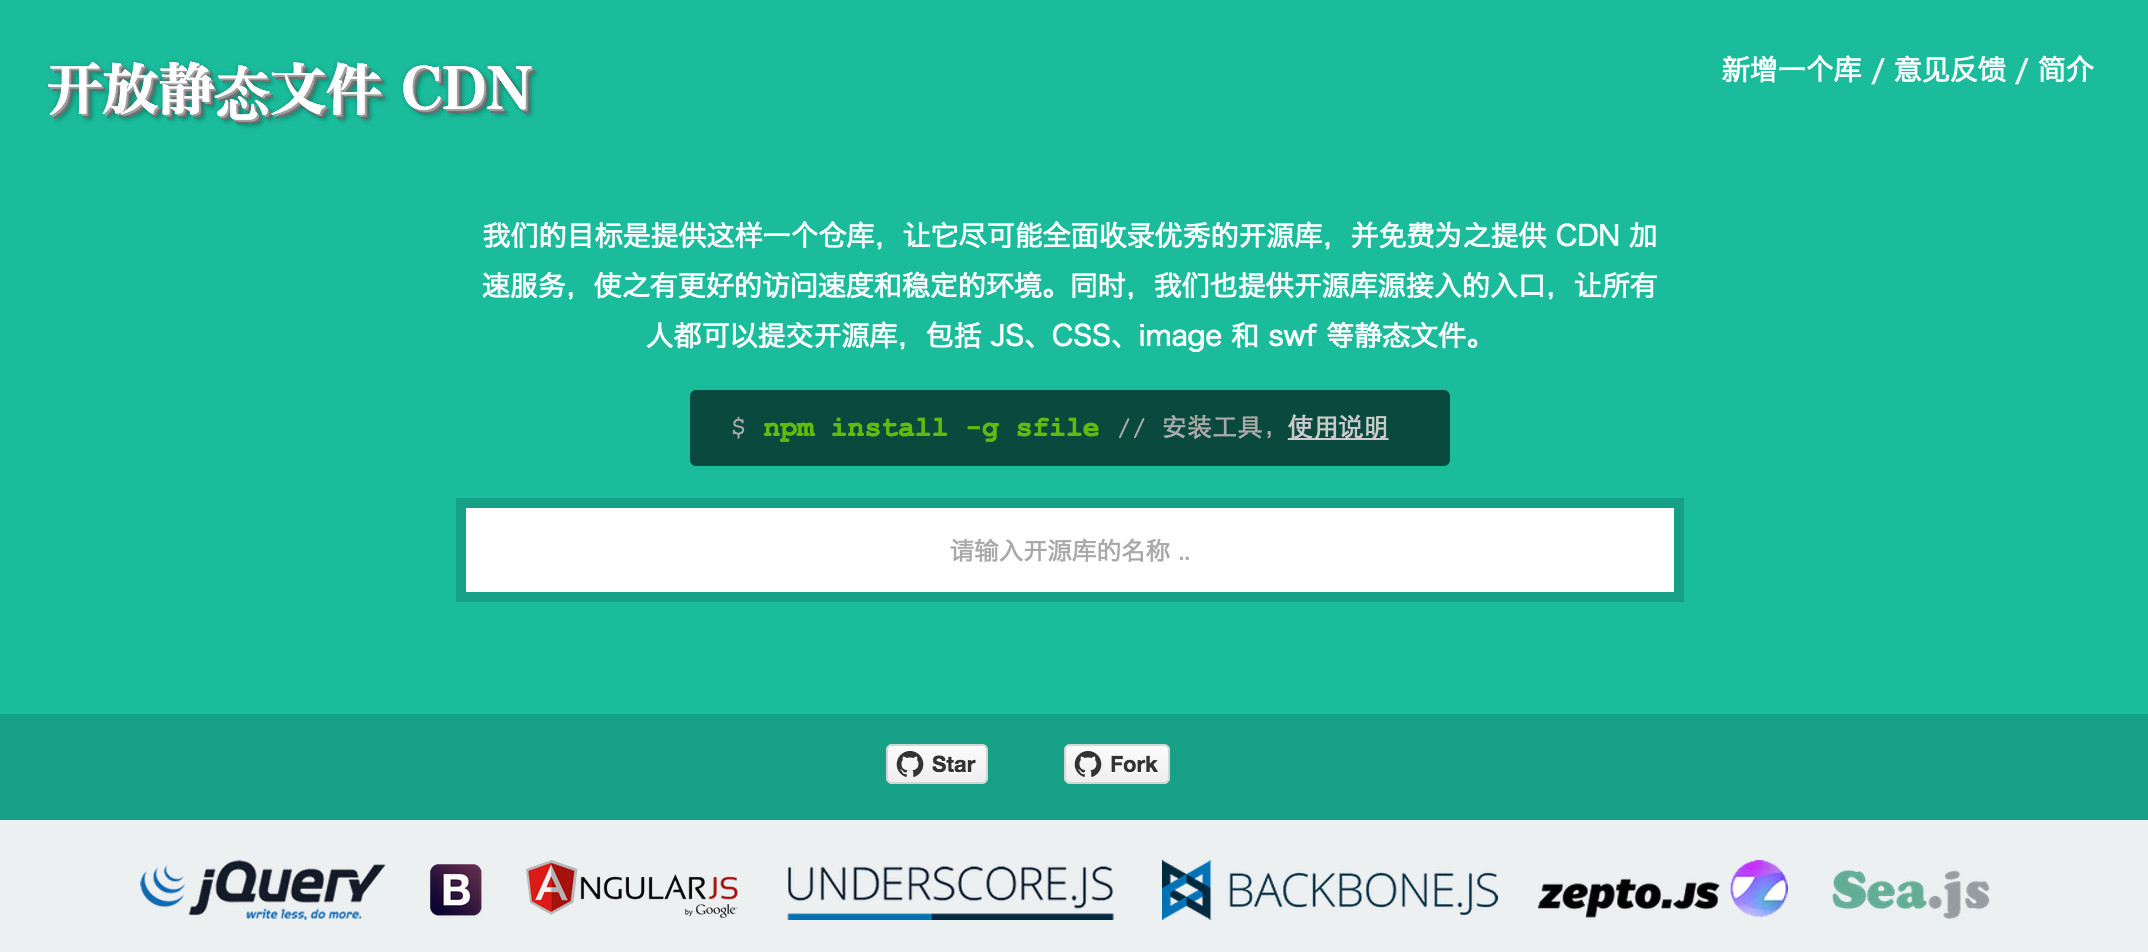 开放静态文件 CDN
新增一个库 / 意见反馈 / 简介
我们的目标是提供这样一个仓库，让它尽可能全面收录优秀的开源库，并免费为之提供 CDN 加
速服务，使之有更好的访问速度和稳定的环境。同时，我们也提供开源库源接入的入口，让所有
人都可以提交开源库，包括 JS、CSS、image 和 swf 等静态文件。
$ npm install -g sfile // 安装工具，使用说明
请输入开源库的名称 ..
Star
Fork
jQuery
write less, do more.
B
ANGULARJS
by Google
UNDERSCORE.JS
BACKBONE.JS
zepto.JS
Sea.js